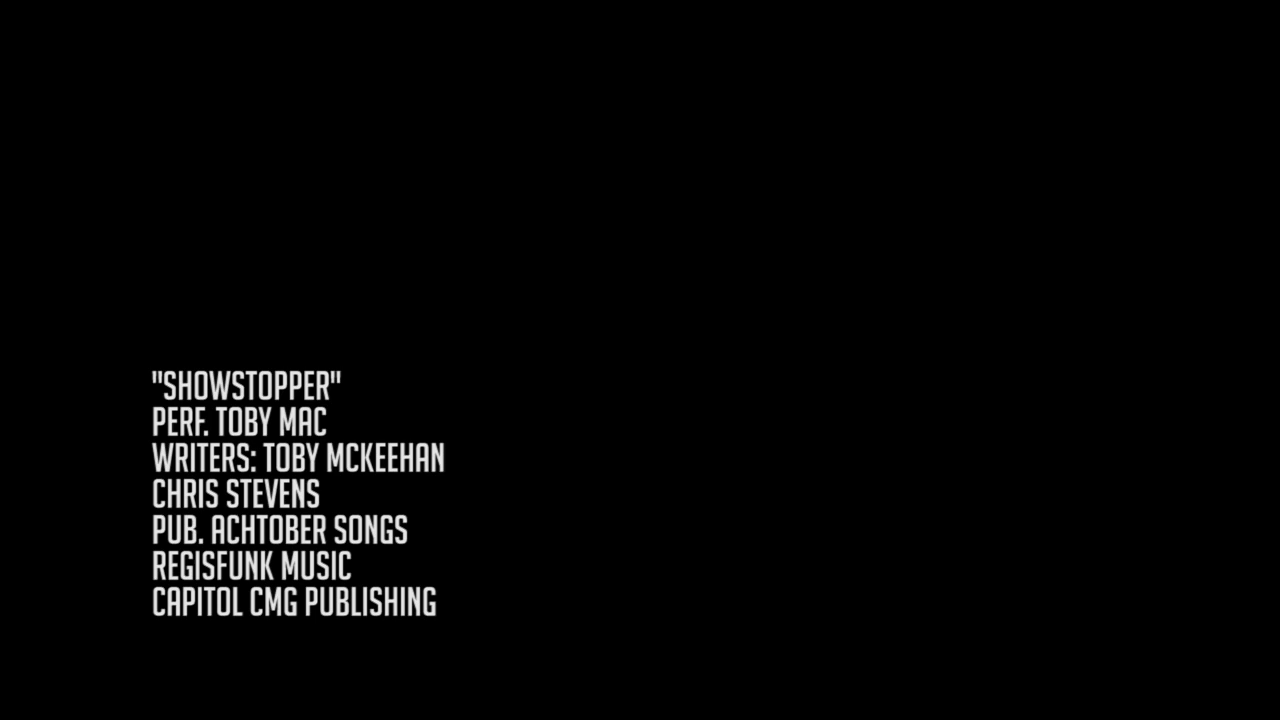 "SHOWSTOPPER"
PERF. TOBY MAC
WRITERS: TOBY MCKEEHAN
CHRIS STEVENS
PUB. ACHTOBER SONGS
REGISFUNK MUSIC
CAPITOL CMG PUBLISHING